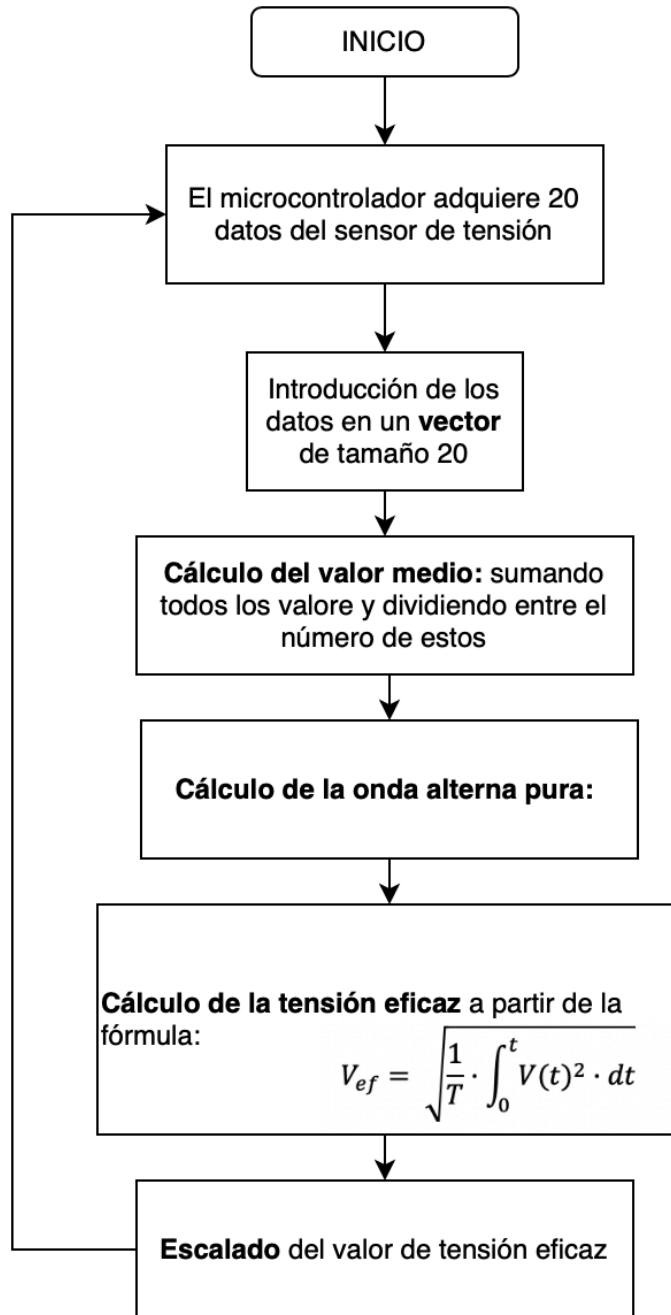 INICIO
El microcontrolador adquiere 20
datos del sensor de tensión
Introducción de los
datos en un vector
de tamaño 20
Cálculo del valor medio: sumando
todos los valore y dividiendo entre el
número de estos
Cálculo de la onda alterna pura:
Cálculo de la tensión eficaz a partir de la
fórmula:
V_{ef} = \sqrt{\frac{1}{T} \cdot \int_0^t V(t)^2 \cdot dt}
Escalado del valor de tensión eficaz